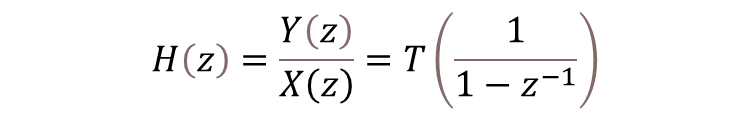 H(z) = Y(z)/X(z) = T(1/(1 − z⁻¹))